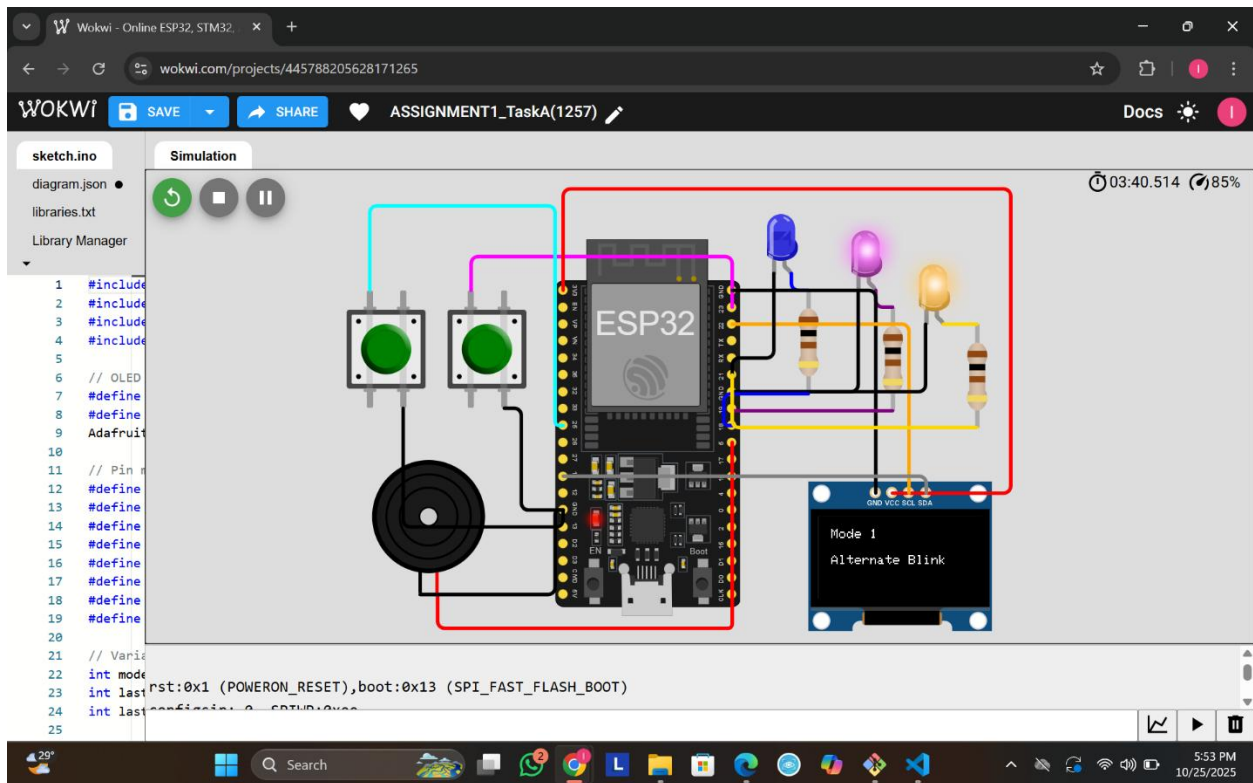 Wokwi - Online ESP32, STM32,
wokwi.com/projects/445788205628171265
WOKWI SAVE SHARE ASSIGNMENT1_TaskA(1257) Docs I
sketch.ino Simulation
diagram.json
libraries.txt
Library Manager
03:40.514 85%
1 #include
2 #include
3 #include
4 #include
5
6 // OLED
7 #define
8 #define
9 Adafruit
10
11 // Pin m
12 #define
13 #define
14 #define
15 #define
16 #define
17 #define
18 #define
19 #define
20
21 // Varia
22 int mode
23 int last
24 int last
25
ESP32
EN Boot
GND VCC SCL SDA
Mode 1
Alternate Blink
rst:0x1 (POWERON_RESET),boot:0x13 (SPI_FAST_FLASH_BOOT)
29°
Search
2
5:53 PM
10/25/2025